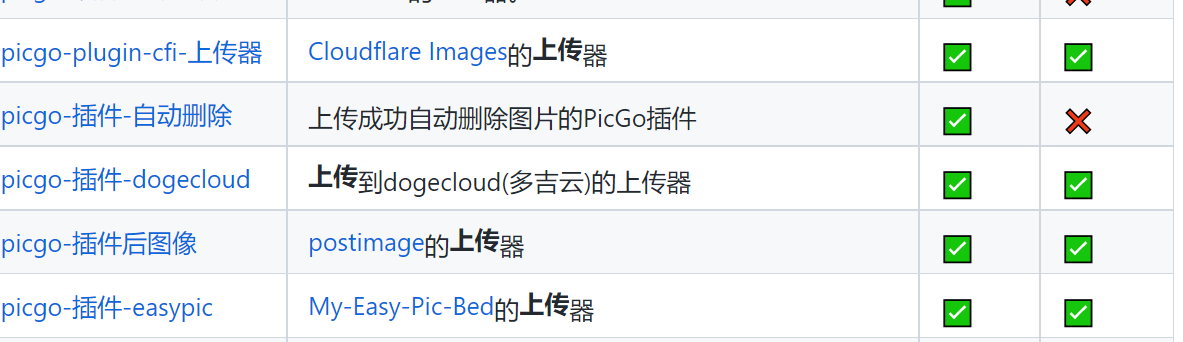 picgo-plugin-cfi-上传器 Cloudflare Images的上传器 ✅ ✅
picgo-插件-自动删除 上传成功自动删除图片的PicGo插件 ✅ ❌
picgo-插件-dogecloud 上传到dogecloud(多吉云)的上传器 ✅ ✅
picgo-插件后图像 postimage的上传器 ✅ ✅
picgo-插件-easypic My-Easy-Pic-Bed的上传器 ✅ ✅